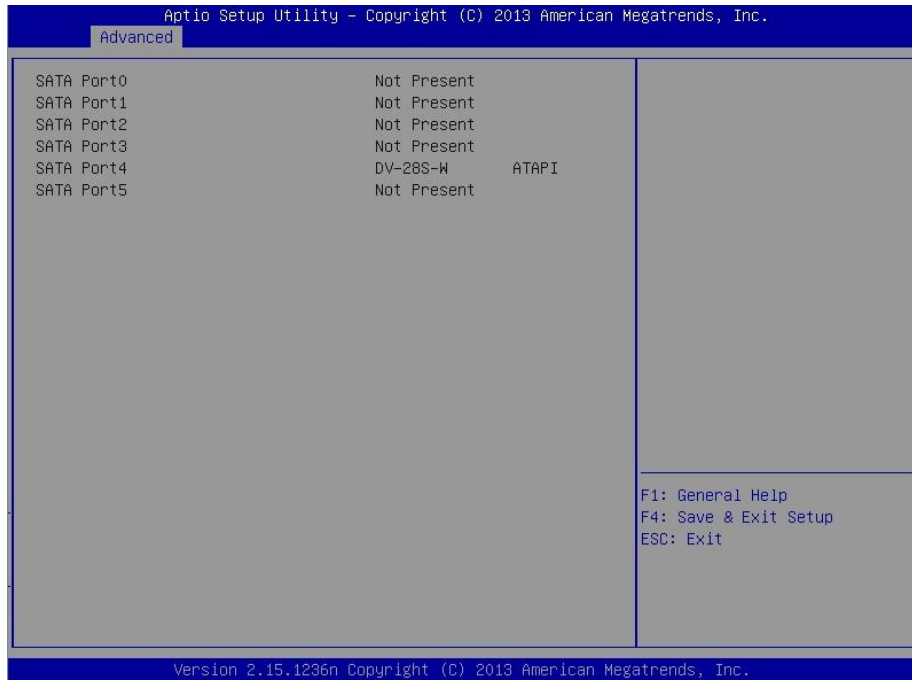 Aptio Setup Utility – Copyright (C) 2013 American Megatrends, Inc.
Advanced
SATA Port0 Not Present
SATA Port1 Not Present
SATA Port2 Not Present
SATA Port3 Not Present
SATA Port4 DV-28S-W ATAPI
SATA Port5 Not Present
F1: General Help
F4: Save & Exit Setup
ESC: Exit
Version 2.15.1236n Copyright (C) 2013 American Megatrends, Inc.